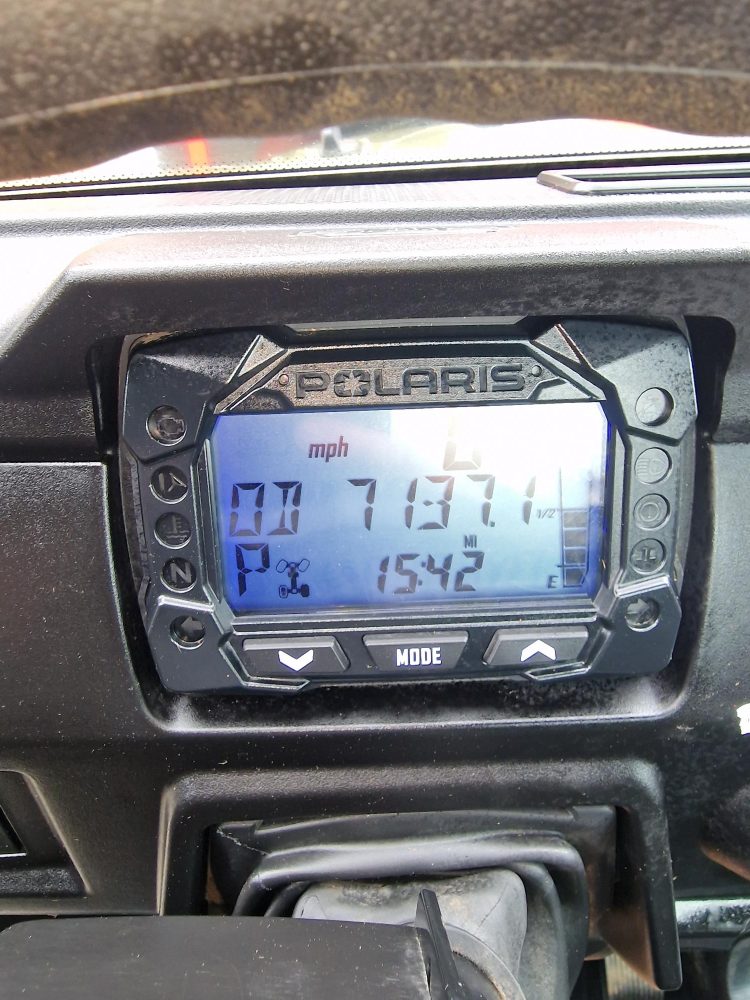 POLARIS
mph
OD 7137.1
1/2
MI
P 15:42 E
MODE